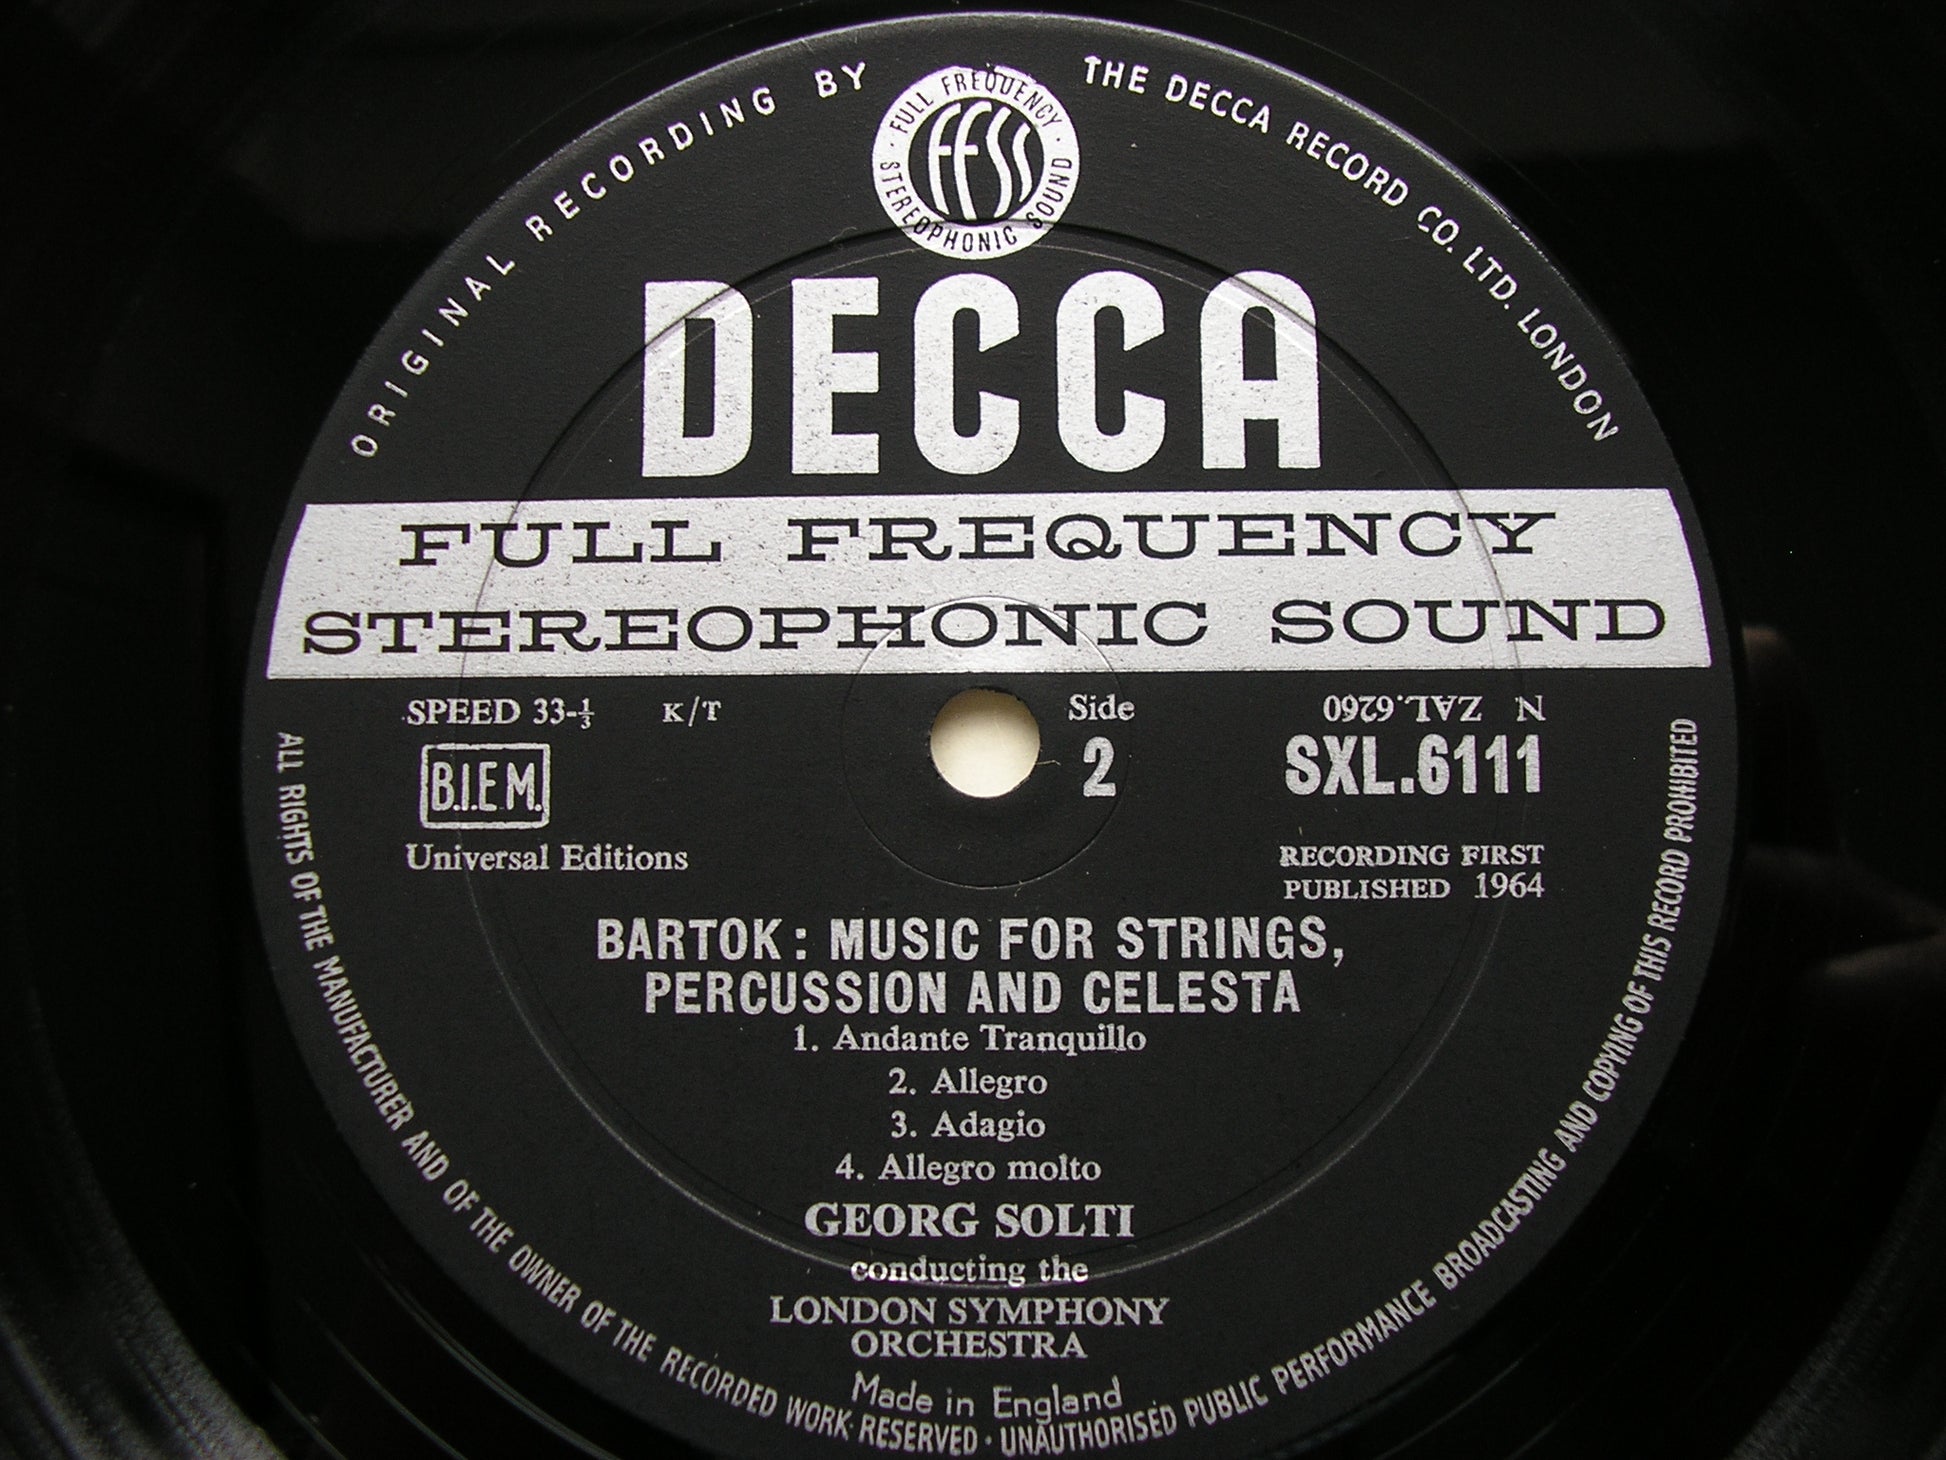 ORIGINAL RECORDING BY
THE DECCA RECORD CO. LTD. LONDON
FULL FREQUENCY
FFSS
STEREOPHONIC SOUND
DECCA
FULL FREQUENCY
STEREOPHONIC SOUND
SPEED 33-⅓ K/T
Side
2
N ZAL.6260
SXL.6111
B.I.E.M.
Universal Editions
RECORDING FIRST
PUBLISHED 1964
BARTOK: MUSIC FOR STRINGS,
PERCUSSION AND CELESTA
1. Andante Tranquillo
2. Allegro
3. Adagio
4. Allegro molto
GEORG SOLTI
conducting the
LONDON SYMPHONY
ORCHESTRA
Made in England
ALL RIGHTS OF THE MANUFACTURER AND OF THE OWNER OF THE RECORDED WORK RESERVED · UNAUTHORISED PUBLIC PERFORMANCE BROADCASTING AND COPYING OF THIS RECORD PROHIBITED